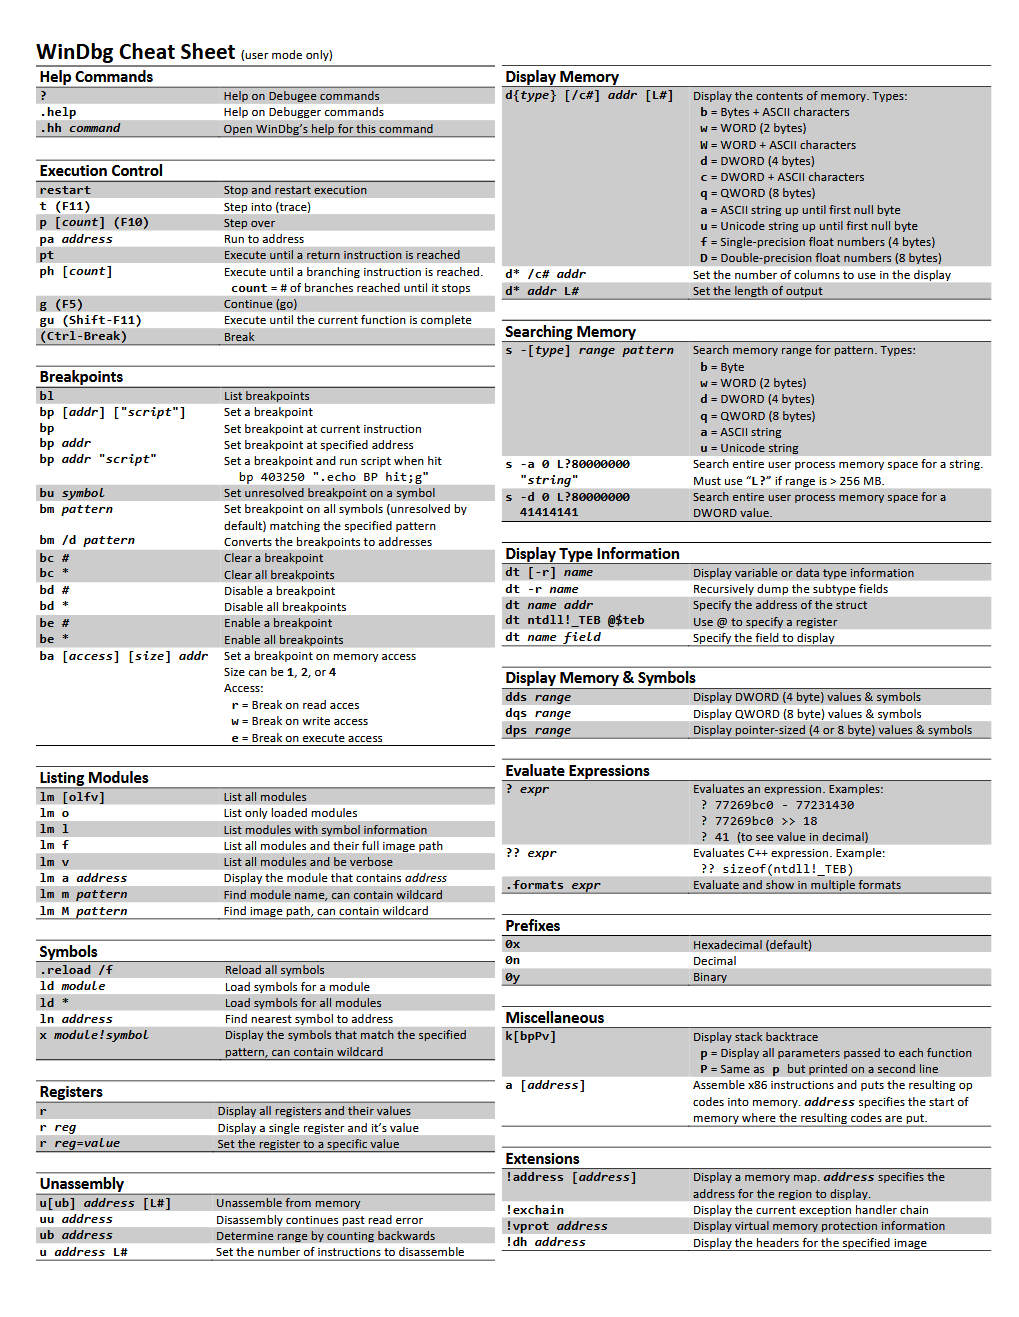 WinDbg Cheat Sheet (user mode only)
Help Commands
? Help on Debugee commands
.help Help on Debugger commands
.hh command Open WinDbg's help for this command
Execution Control
restart Stop and restart execution
t (F11) Step into (trace)
p [count] (F10) Step over
pa address Run to address
pt Execute until a return instruction is reached
ph [count] Execute until a branching instruction is reached.
count = # of branches reached until it stops
g (F5) Continue (go)
gu (Shift-F11) Execute until the current function is complete
(Ctrl-Break) Break
Breakpoints
bl List breakpoints
bp [addr] ["script"] Set a breakpoint
bp Set breakpoint at current instruction
bp addr Set breakpoint at specified address
bp addr "script" Set a breakpoint and run script when hit
bp 403250 ".echo BP hit;g"
bu symbol Set unresolved breakpoint on a symbol
bm pattern Set breakpoint on all symbols (unresolved by
default) matching the specified pattern
bm /d pattern Converts the breakpoints to addresses
bc # Clear a breakpoint
bc * Clear all breakpoints
bd # Disable a breakpoint
bd * Disable all breakpoints
be # Enable a breakpoint
be * Enable all breakpoints
ba [access] [size] addr Set a breakpoint on memory access
Size can be 1, 2, or 4
Access:
r = Break on read acces
w = Break on write access
e = Break on execute access
Listing Modules
lm [olfv] List all modules
lm o List only loaded modules
lm l List modules with symbol information
lm f List all modules and their full image path
lm v List all modules and be verbose
lm a address Display the module that contains address
lm m pattern Find module name, can contain wildcard
lm M pattern Find image path, can contain wildcard
Symbols
.reload /f Reload all symbols
ld module Load symbols for a module
ld * Load symbols for all modules
ln address Find nearest symbol to address
x module!symbol Display the symbols that match the specified
pattern, can contain wildcard
Registers
r Display all registers and their values
r reg Display a single register and it's value
r reg=value Set the register to a specific value
Unassembly
u[ub] address [L#] Unassemble from memory
uu address Disassembly continues past read error
ub address Determine range by counting backwards
u address L# Set the number of instructions to disassemble
Display Memory
d{type} [/c#] addr [L#] Display the contents of memory. Types:
b = Bytes + ASCII characters
w = WORD (2 bytes)
W = WORD + ASCII characters
d = DWORD (4 bytes)
c = DWORD + ASCII characters
q = QWORD (8 bytes)
a = ASCII string up until first null byte
u = Unicode string up until first null byte
f = Single-precision float numbers (4 bytes)
D = Double-precision float numbers (8 bytes)
d* /c# addr Set the number of columns to use in the display
d* addr L# Set the length of output
Searching Memory
s -[type] range pattern Search memory range for pattern. Types:
b = Byte
w = WORD (2 bytes)
d = DWORD (4 bytes)
q = QWORD (8 bytes)
a = ASCII string
u = Unicode string
s -a 0 L?80000000 Search entire user process memory space for a string.
"string" Must use "L?" if range is > 256 MB.
s -d 0 L?80000000 Search entire user process memory space for a
41414141 DWORD value.
Display Type Information
dt [-r] name Display variable or data type information
dt -r name Recursively dump the subtype fields
dt name addr Specify the address of the struct
dt ntdll!_TEB @$teb Use @ to specify a register
dt name field Specify the field to display
Display Memory & Symbols
dds range Display DWORD (4 byte) values & symbols
dqs range Display QWORD (8 byte) values & symbols
dps range Display pointer-sized (4 or 8 byte) values & symbols
Evaluate Expressions
? expr Evaluates an expression. Examples:
? 77269bc0 - 77231430
? 77269bc0 >> 18
? 41 (to see value in decimal)
?? expr Evaluates C++ expression. Example:
?? sizeof(ntdll!_TEB)
.formats expr Evaluate and show in multiple formats
Prefixes
0x Hexadecimal (default)
0n Decimal
0y Binary
Miscellaneous
k[bpPv] Display stack backtrace
p = Display all parameters passed to each function
P = Same as p but printed on a second line
a [address] Assemble x86 instructions and puts the resulting op
codes into memory. address specifies the start of
memory where the resulting codes are put.
Extensions
!address [address] Display a memory map. address specifies the
address for the region to display.
!exchain Display the current exception handler chain
!vprot address Display virtual memory protection information
!dh address Display the headers for the specified image